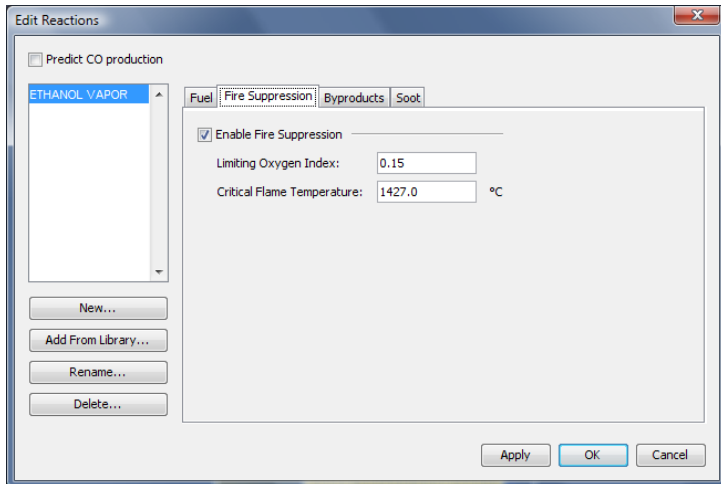 Edit Reactions
Predict CO production
ETHANOL VAPOR
Fuel Fire Suppression Byproducts Soot
Enable Fire Suppression
Limiting Oxygen Index: 0.15
Critical Flame Temperature: 1427.0 °C
New...
Add From Library...
Rename...
Delete...
Apply OK Cancel